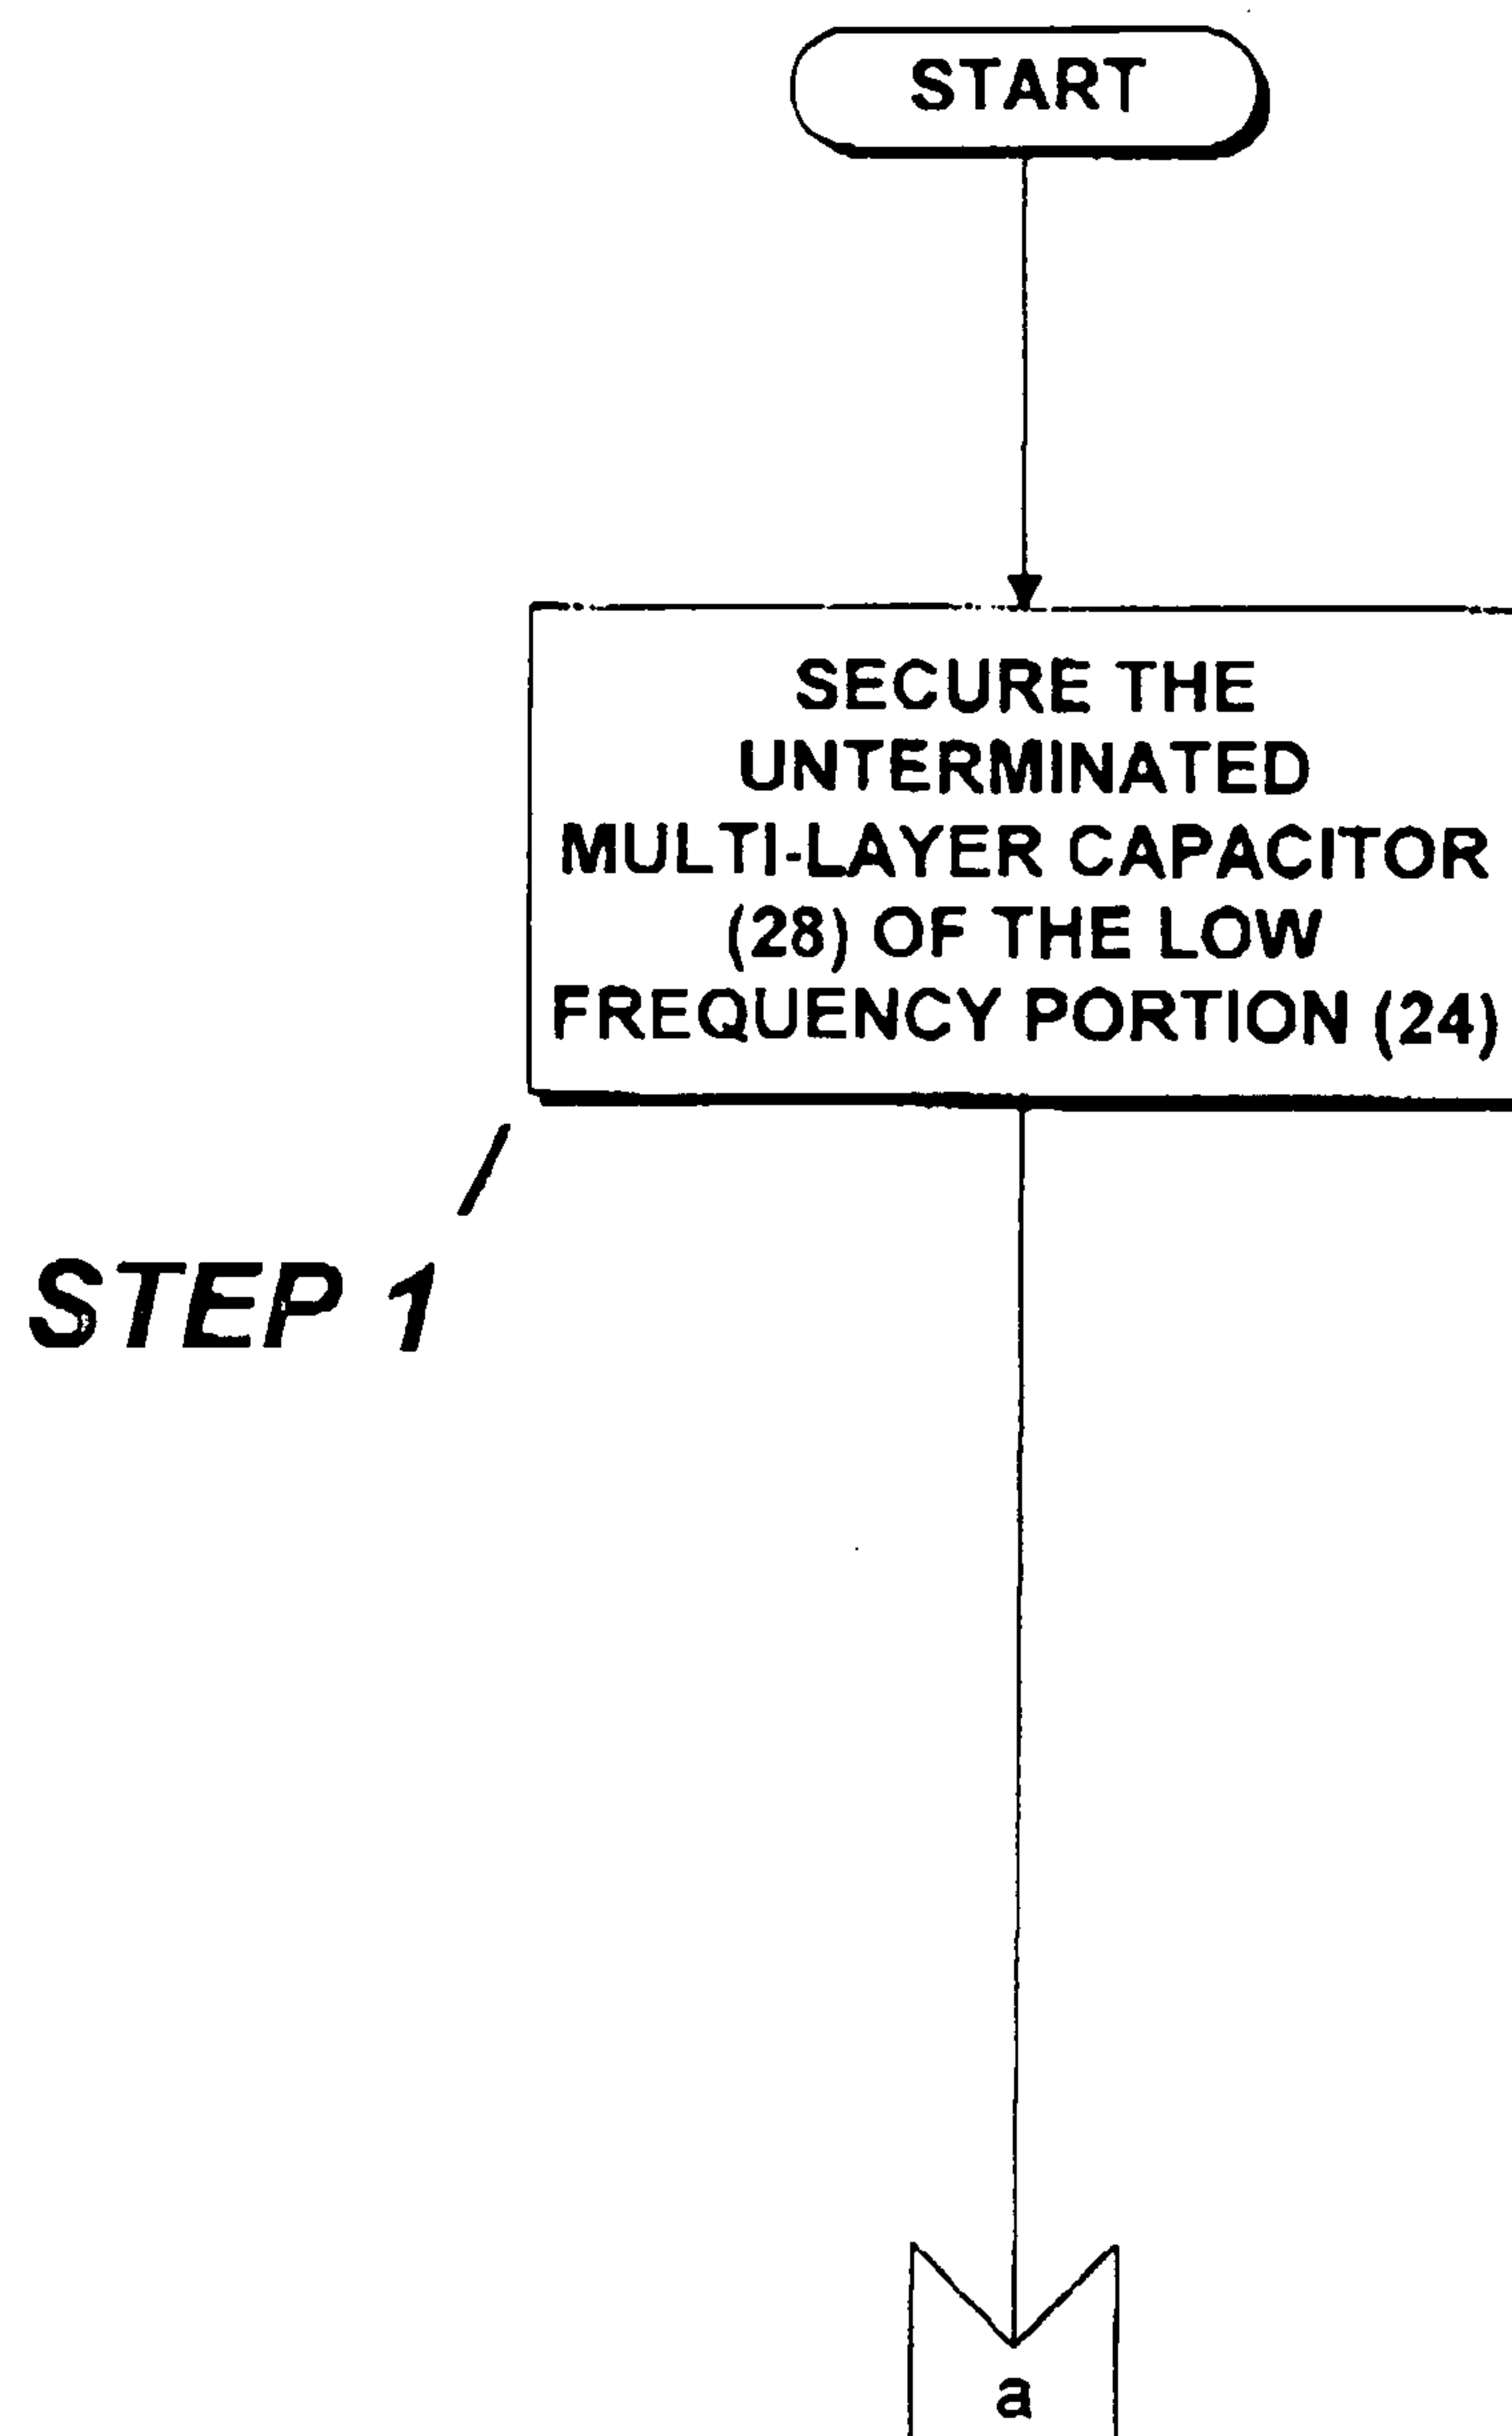 START
SECURE THE
UNTERMINATED
MULTI-LAYER CAPACITOR
(28) OF THE LOW
FREQUENCY PORTION (24)
STEP 1
a